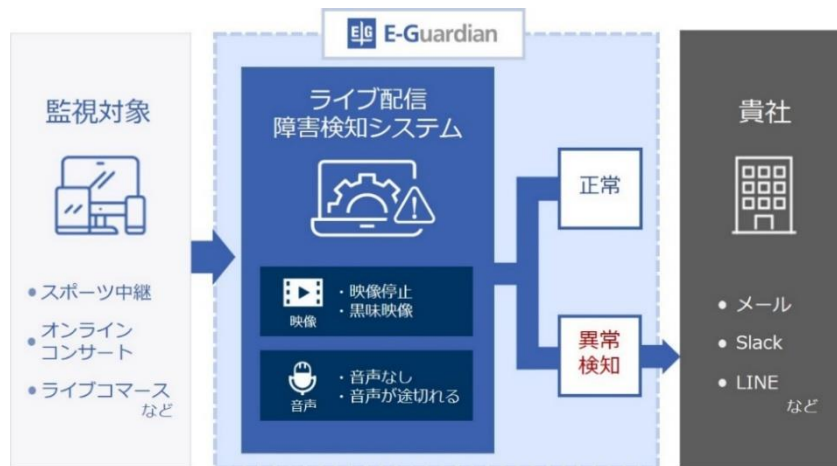 EG E-Guardian
監視対象
・スポーツ中継
・オンライン
コンサート
・ライブコマース
など
ライブ配信
障害検知システム
映像
・映像停止
・黒味映像
音声
・音声なし
・音声が途切れる
正常
異常
検知
貴社
・メール
・Slack
・LINE
など